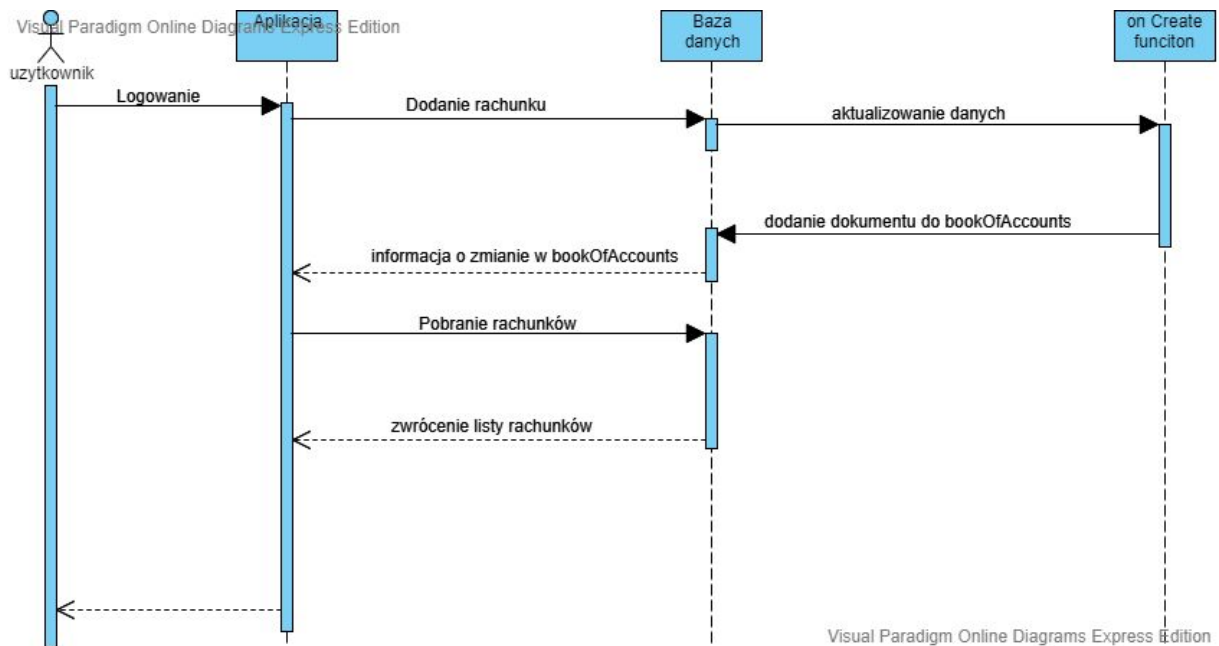 Visual Paradigm Online Diagrams Express Edition
Aplikacja
Baza
danych
on Create
funciton
uzytkownik
Logowanie
Dodanie rachunku
aktualizowanie danych
dodanie dokumentu do bookOfAccounts
informacja o zmianie w bookOfAccounts
Pobranie rachunków
zwrócenie listy rachunków
Visual Paradigm Online Diagrams Express Edition